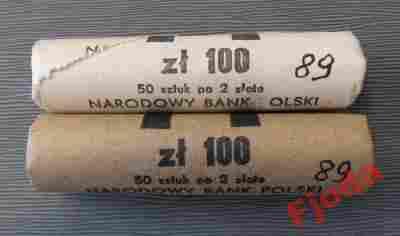 zł 100
89
50 sztuk po 2 złote
NARODOWY BANK OLSKI
zł 100
89
50 sztuk po 2 złote
NARODOWY BANK POLSKI
Fjodia